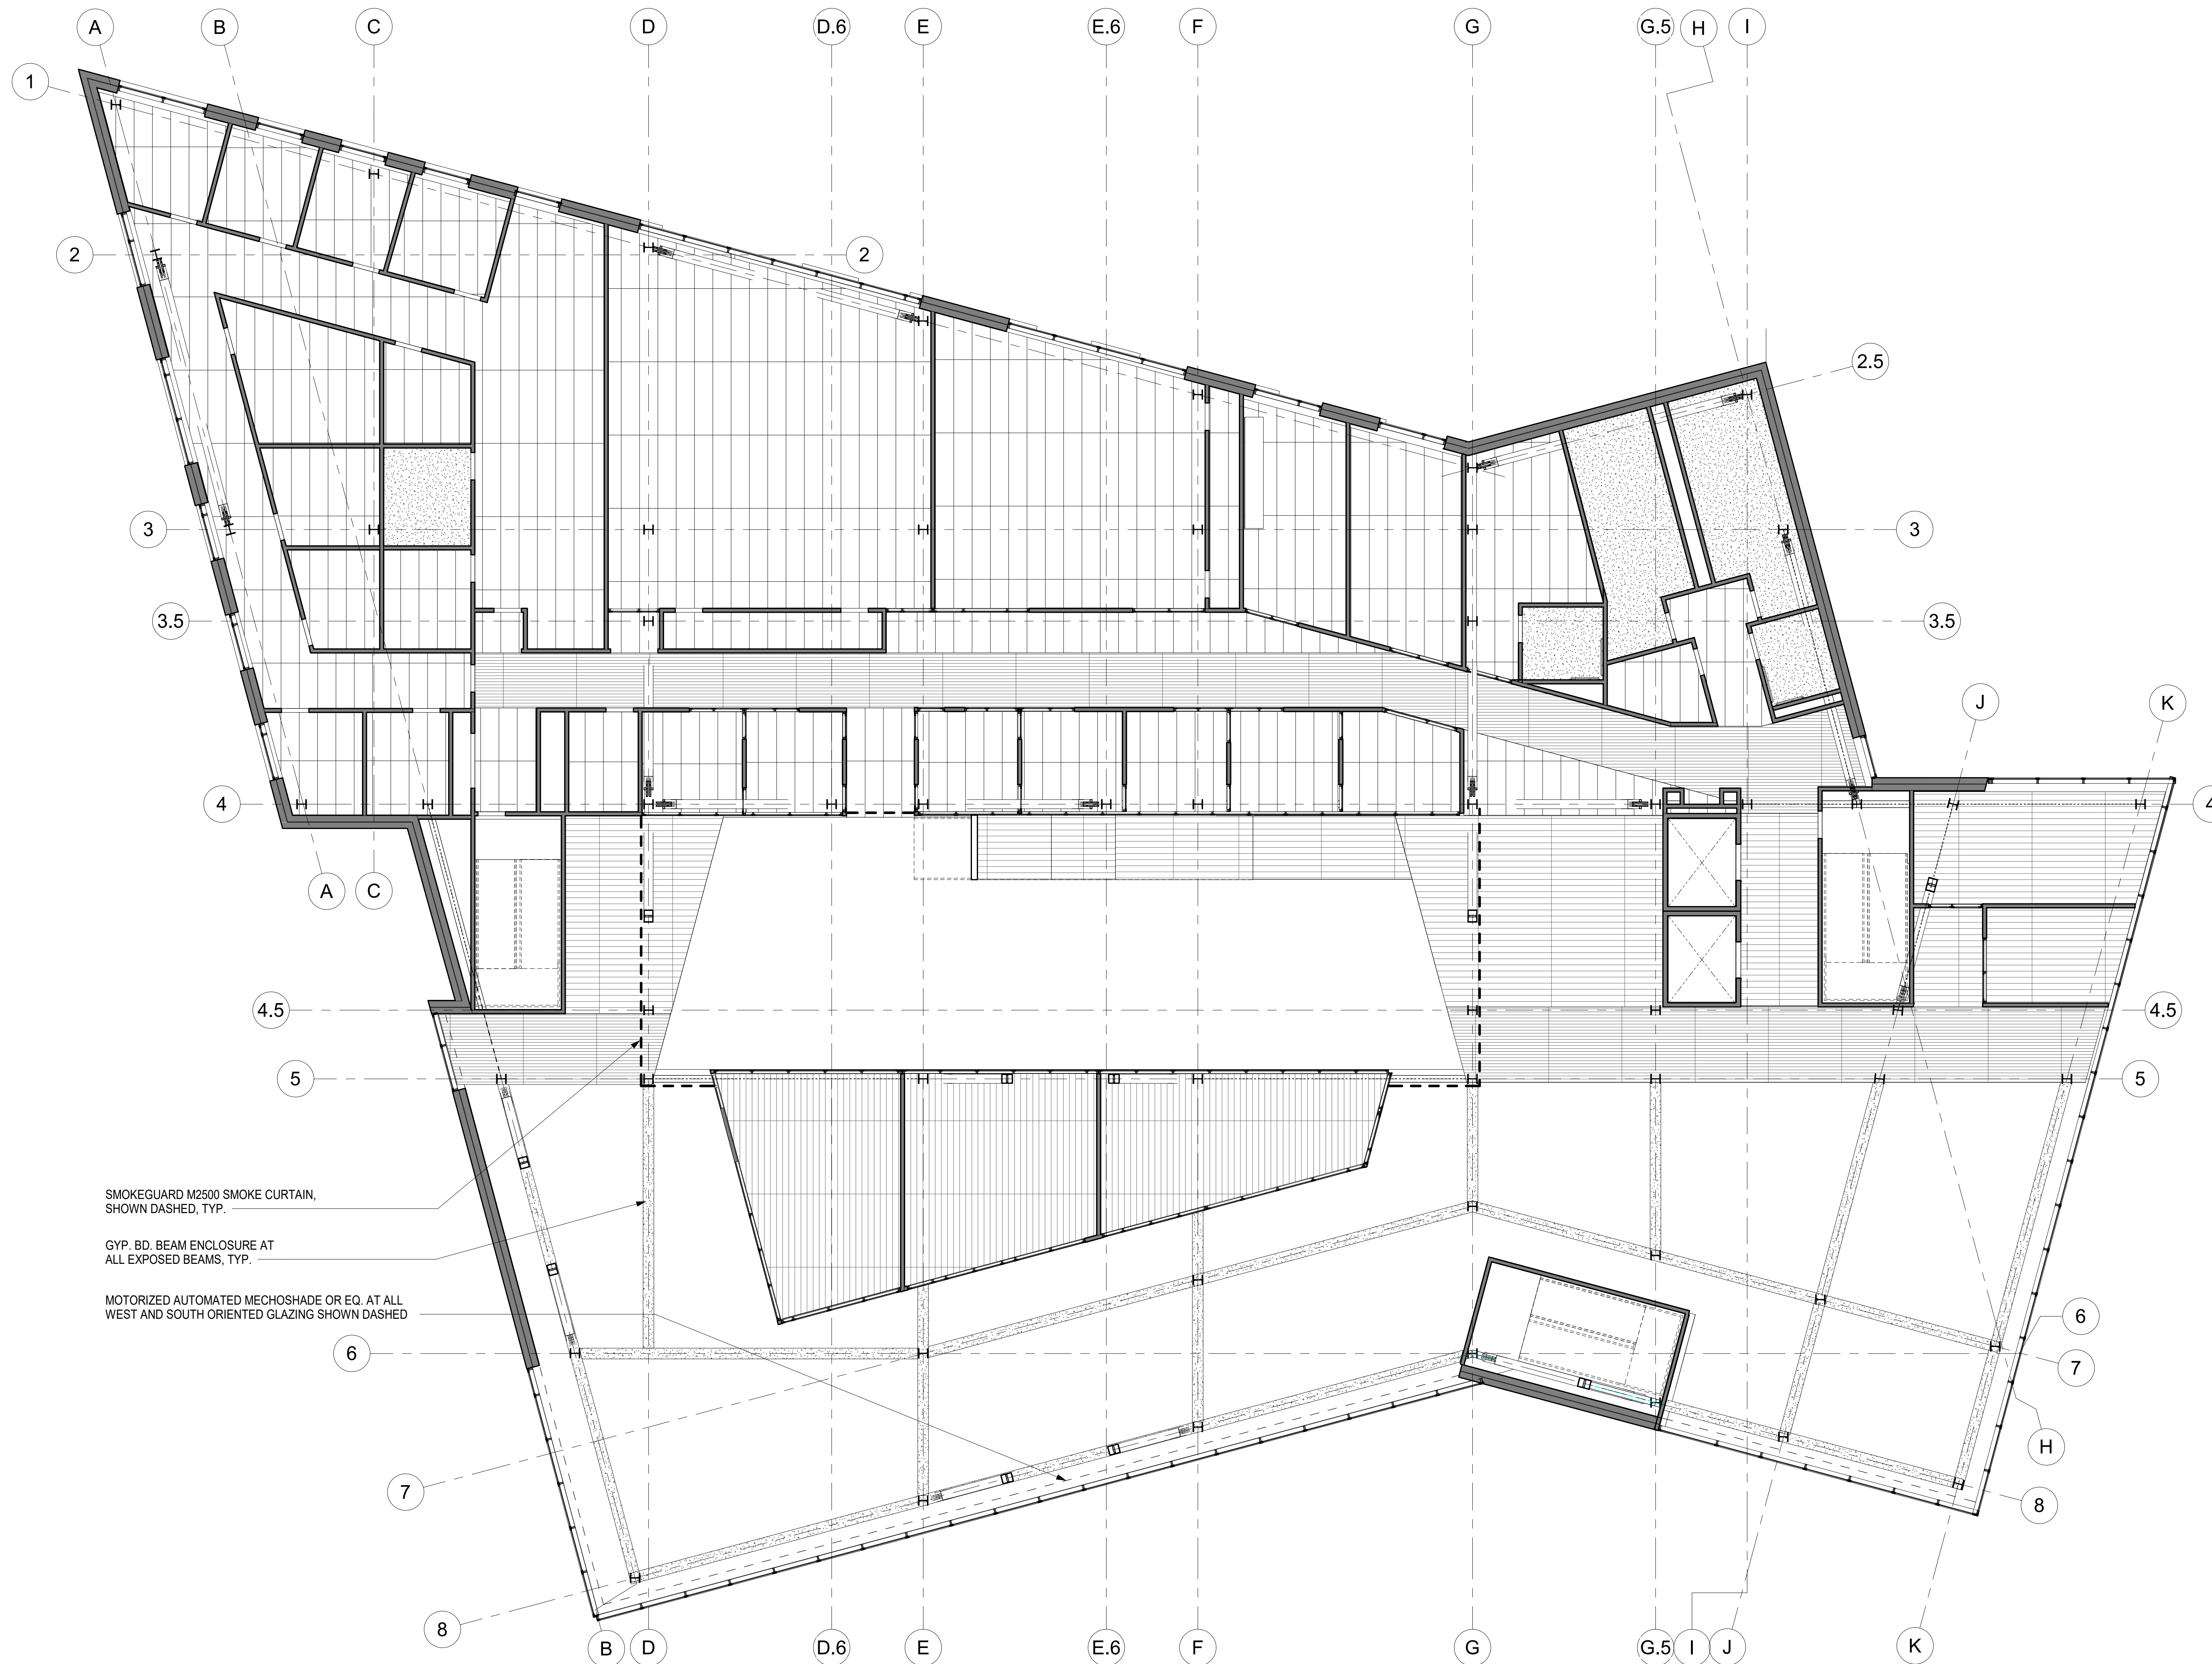 A
B
C
D
D.6
E
E.6
F
G
G.5
H
I
1
2
2
2.5
3
3
3.5
3.5
J
K
4
4
A
C
4.5
4.5
5
5
SMOKEGUARD M2500 SMOKE CURTAIN,
SHOWN DASHED, TYP.
GYP. BD. BEAM ENCLOSURE AT
ALL EXPOSED BEAMS, TYP.
MOTORIZED AUTOMATED MECHOSHADE OR EQ. AT ALL
WEST AND SOUTH ORIENTED GLAZING SHOWN DASHED
6
6
7
H
7
8
8
B
D
D.6
E
E.6
F
G
G.5
I
J
K